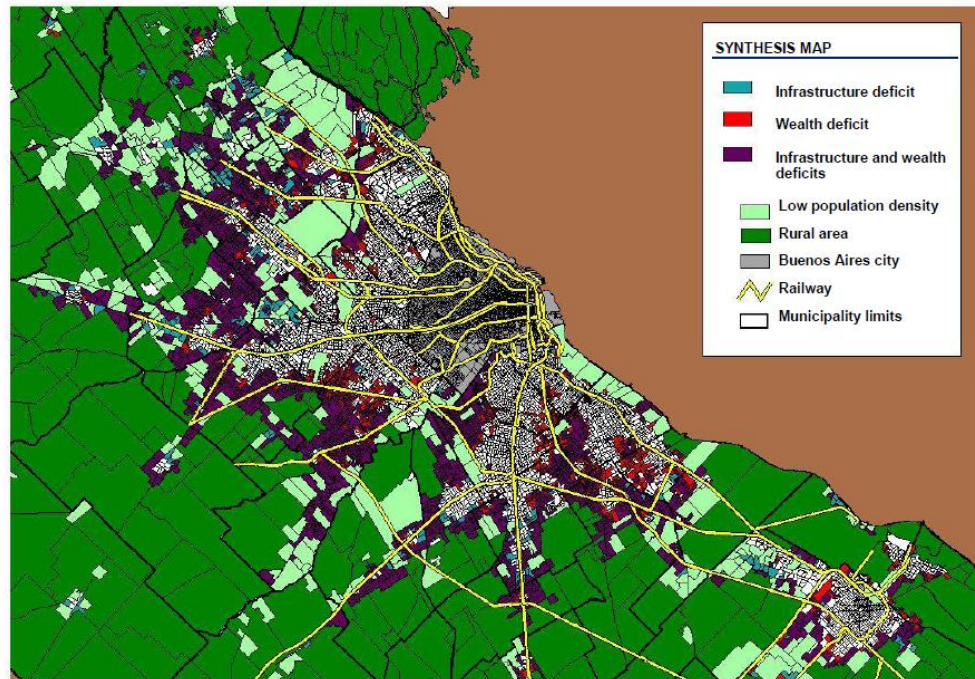 SYNTHESIS MAP
Infrastructure deficit
Wealth deficit
Infrastructure and wealth
deficits
Low population density
Rural area
Buenos Aires city
Railway
Municipality limits